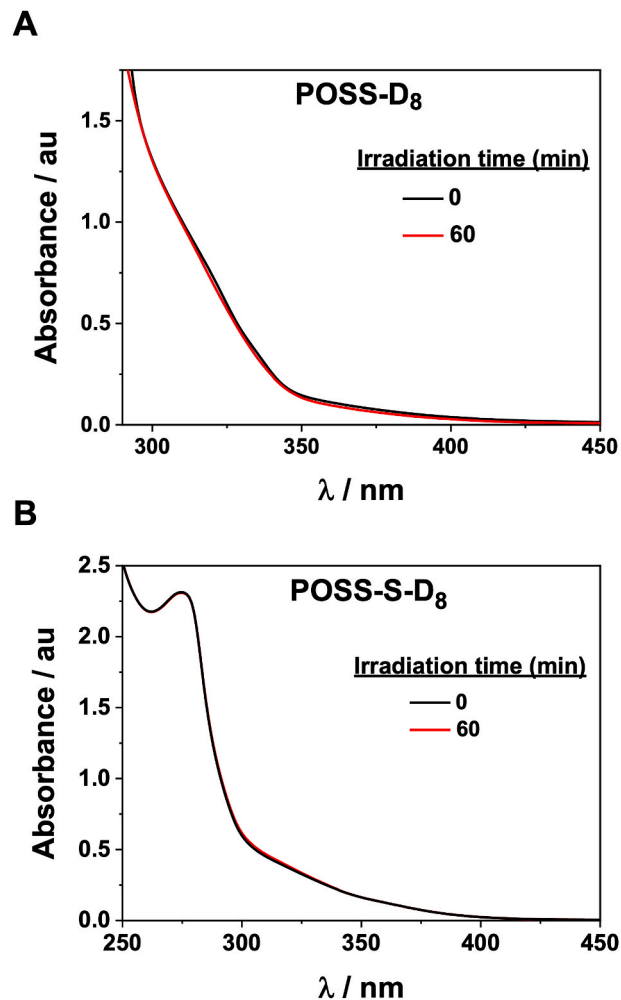 A
POSS-D₈
Irradiation time (min)
0
60
Absorbance / au
1.5
1.0
0.5
0.0
300
350
400
450
λ / nm
B
POSS-S-D₈
Irradiation time (min)
0
60
Absorbance / au
2.5
2.0
1.5
1.0
0.5
0.0
250
300
350
400
450
λ / nm